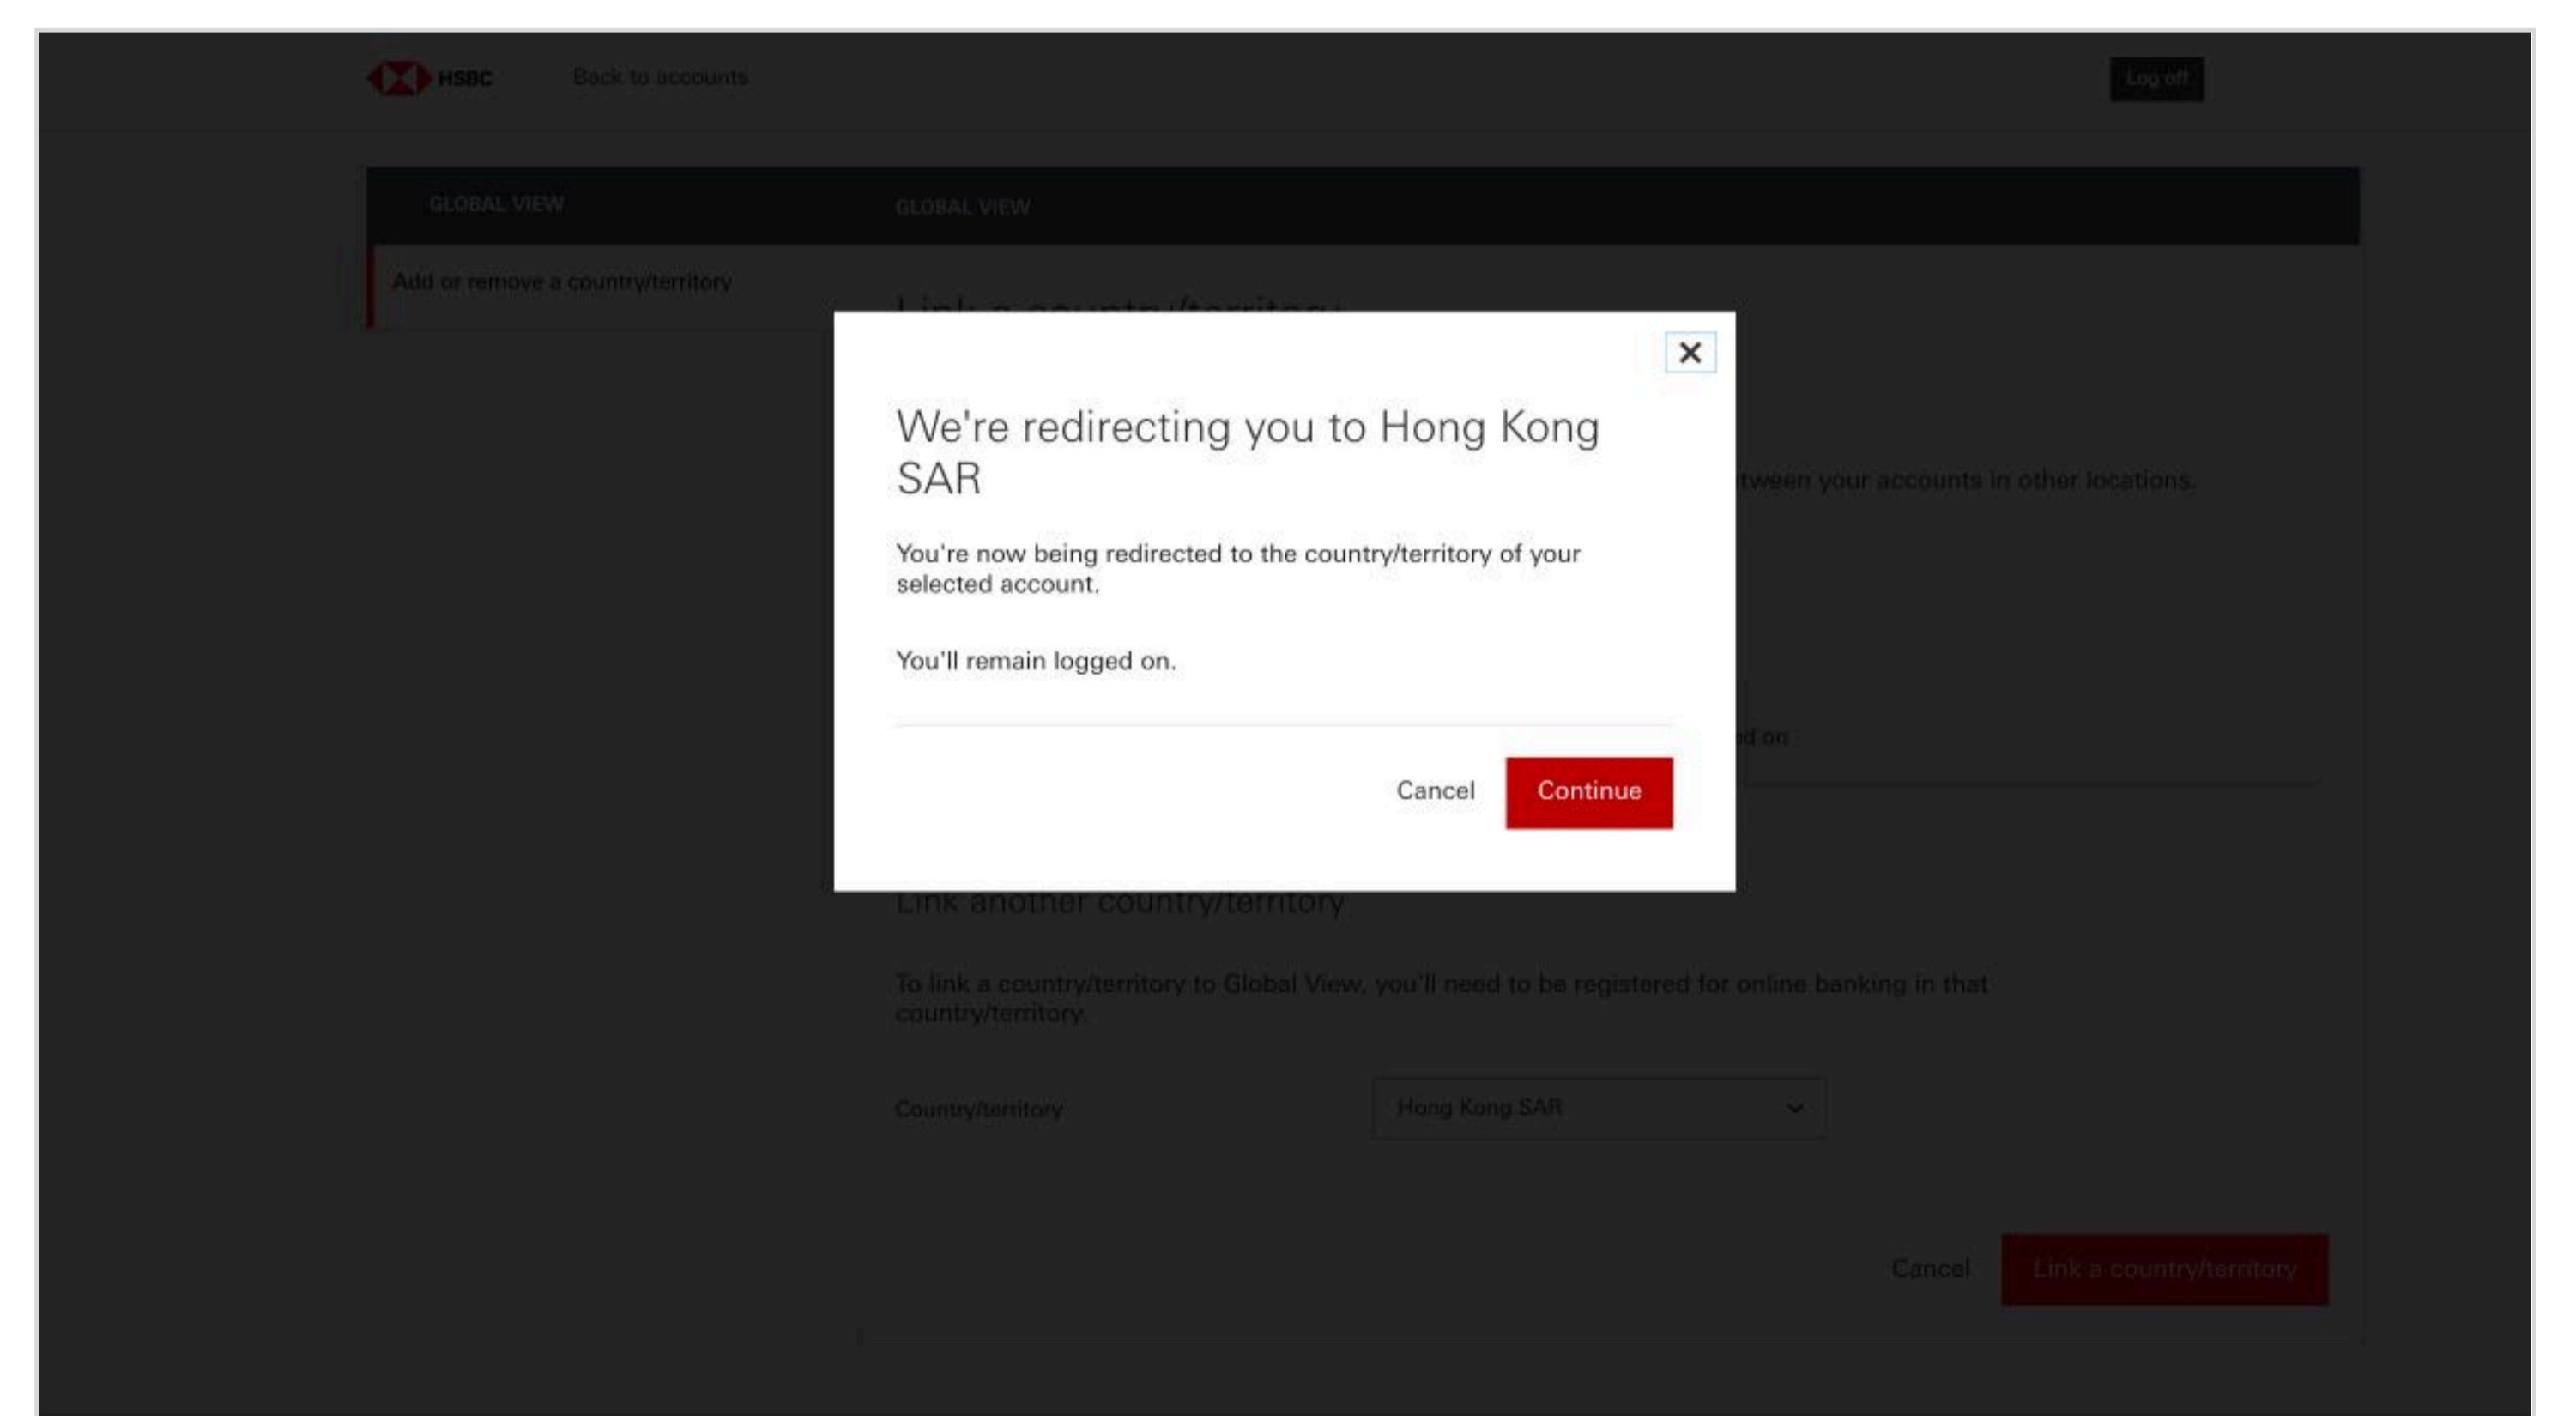 HSBC
Back to accounts
Log off
GLOBAL VIEW
GLOBAL VIEW
Add or remove a country/territory
Link a country/territory
We're redirecting you to Hong Kong
SAR
your accounts in other locations.
You're now being redirected to the country/territory of your
selected account.
You'll remain logged on.
on
Cancel
Continue
Link another country/territory
To link a country/territory to Global View, you'll need to be registered for online banking in that
country/territory.
Country/territory
Hong Kong SAR
Cancel
Link a country/territory